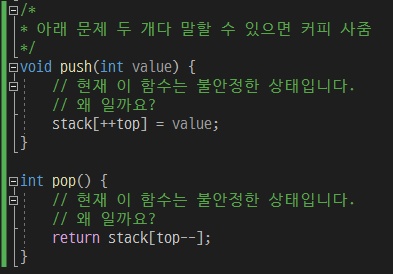 /*
* 아래 문제 두 개다 말할 수 있으면 커피 사줌
*/
void push(int value) {
// 현재 이 함수는 불안정한 상태입니다.
// 왜 일까요?
stack[++top] = value;
}
int pop() {
// 현재 이 함수는 불안정한 상태입니다.
// 왜 일까요?
return stack[top--];
}